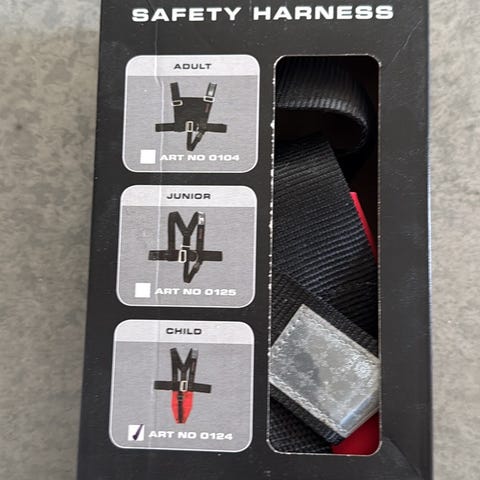 SAFETY HARNESS
ADULT
ART NO 0104
JUNIOR
ART NO 0125
CHILD
ART NO 0124